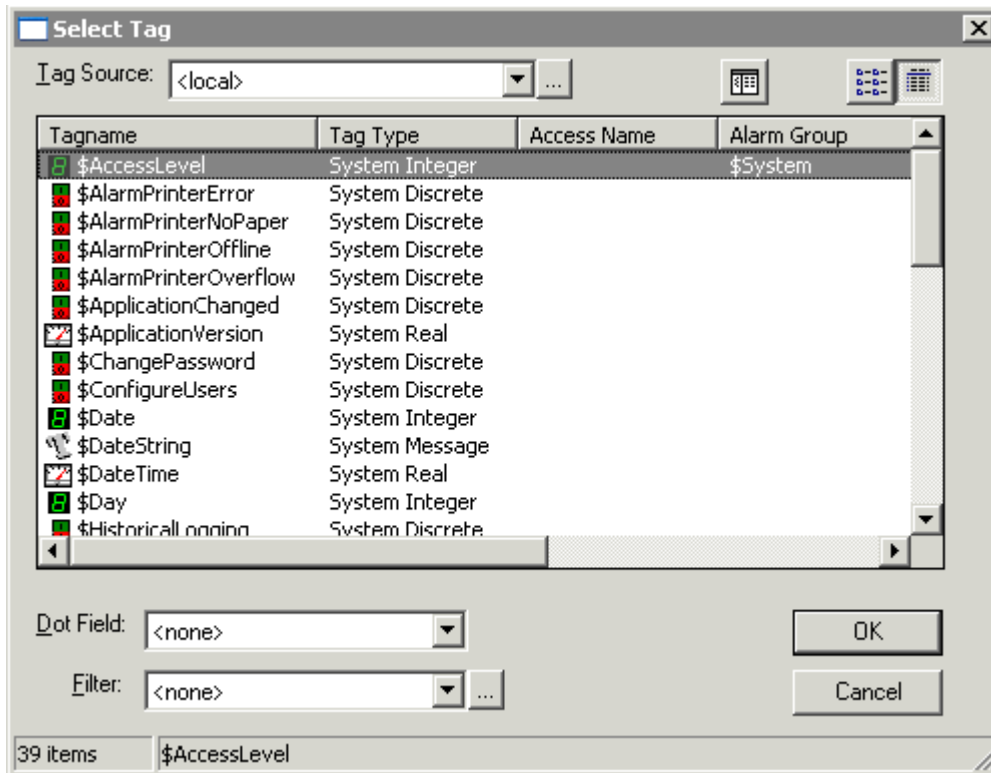 Select Tag
Tag Source: <local> ...
Tagname Tag Type Access Name Alarm Group
$AccessLevel System Integer $System
$AlarmPrinterError System Discrete
$AlarmPrinterNoPaper System Discrete
$AlarmPrinterOffline System Discrete
$AlarmPrinterOverflow System Discrete
$ApplicationChanged System Discrete
$ApplicationVersion System Real
$ChangePassword System Discrete
$ConfigureUsers System Discrete
$Date System Integer
$DateString System Message
$DateTime System Real
$Day System Integer
$HistoricalLogging System Discrete
Dot Field: <none> OK
Filter: <none> ... Cancel
39 items $AccessLevel